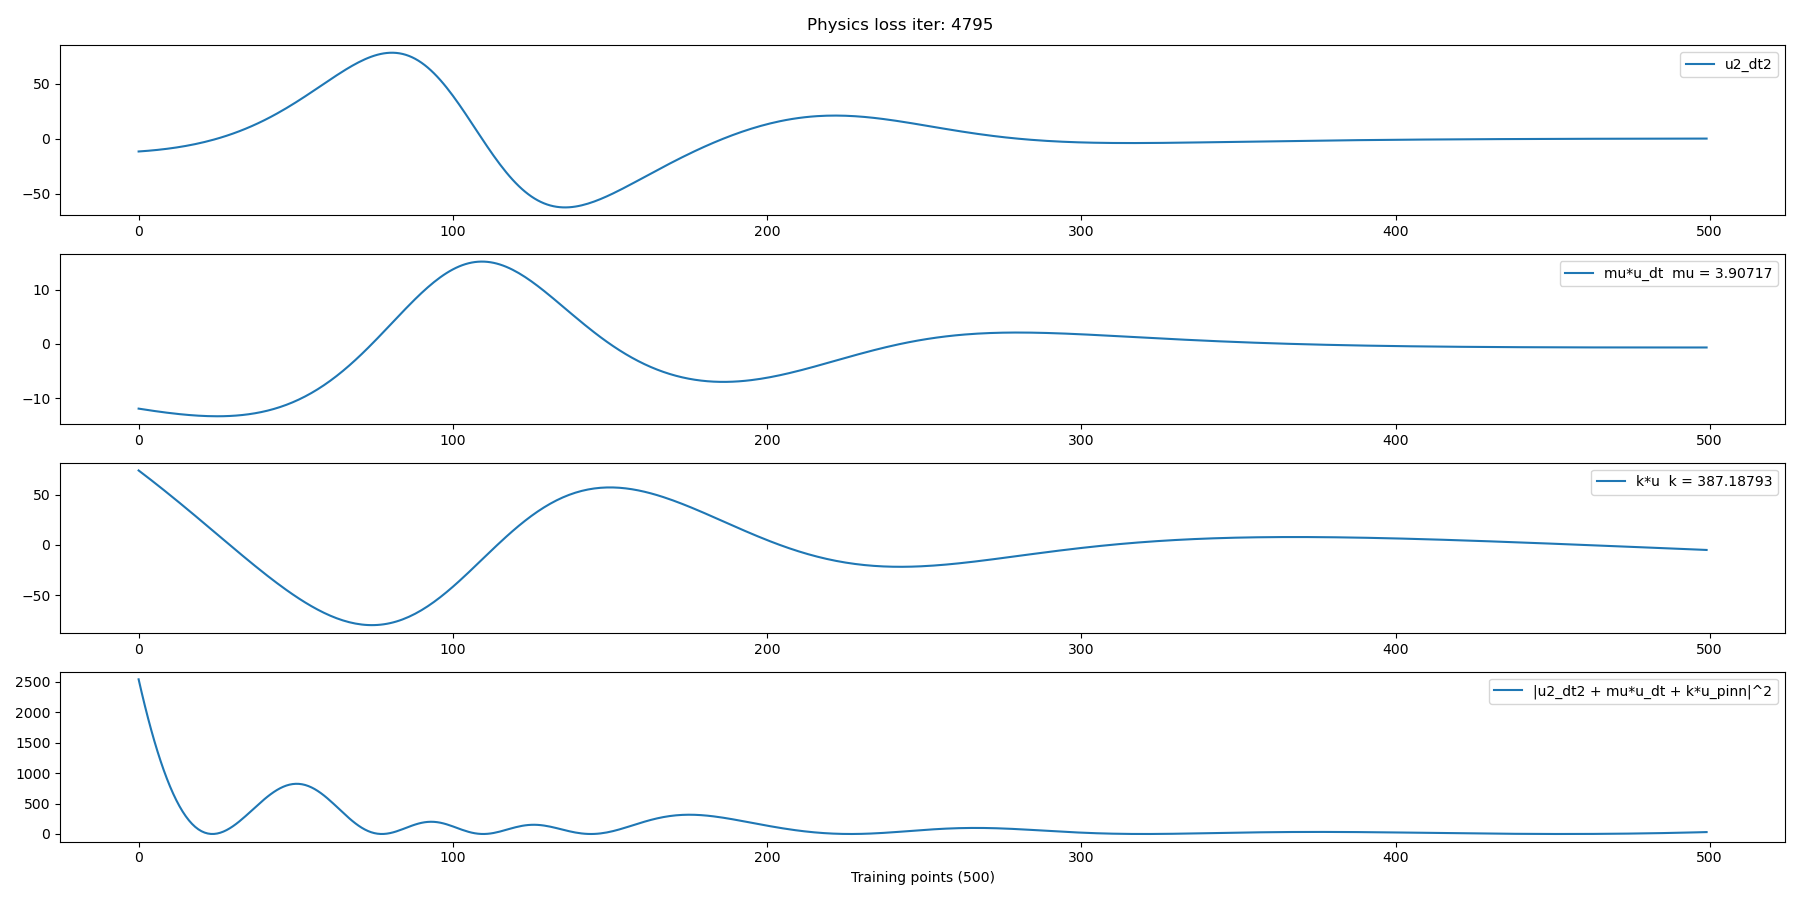 Physics loss iter: 4795
50
0
−50
u2_dt2
0 100 200 300 400 500
10
0
−10
mu*u_dt  mu = 3.90717
0 100 200 300 400 500
50
0
−50
k*u  k = 387.18793
0 100 200 300 400 500
2500
2000
1500
1000
500
0
|u2_dt2 + mu*u_dt + k*u_pinn|^2
0 100 200 300 400 500
Training points (500)